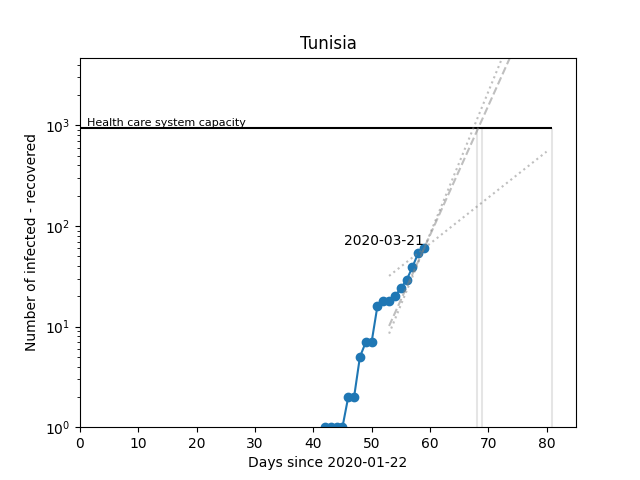 Tunisia
Number of infected - recovered
10³
10²
10¹
10⁰
Health care system capacity
2020-03-21
0 10 20 30 40 50 60 70 80
Days since 2020-01-22